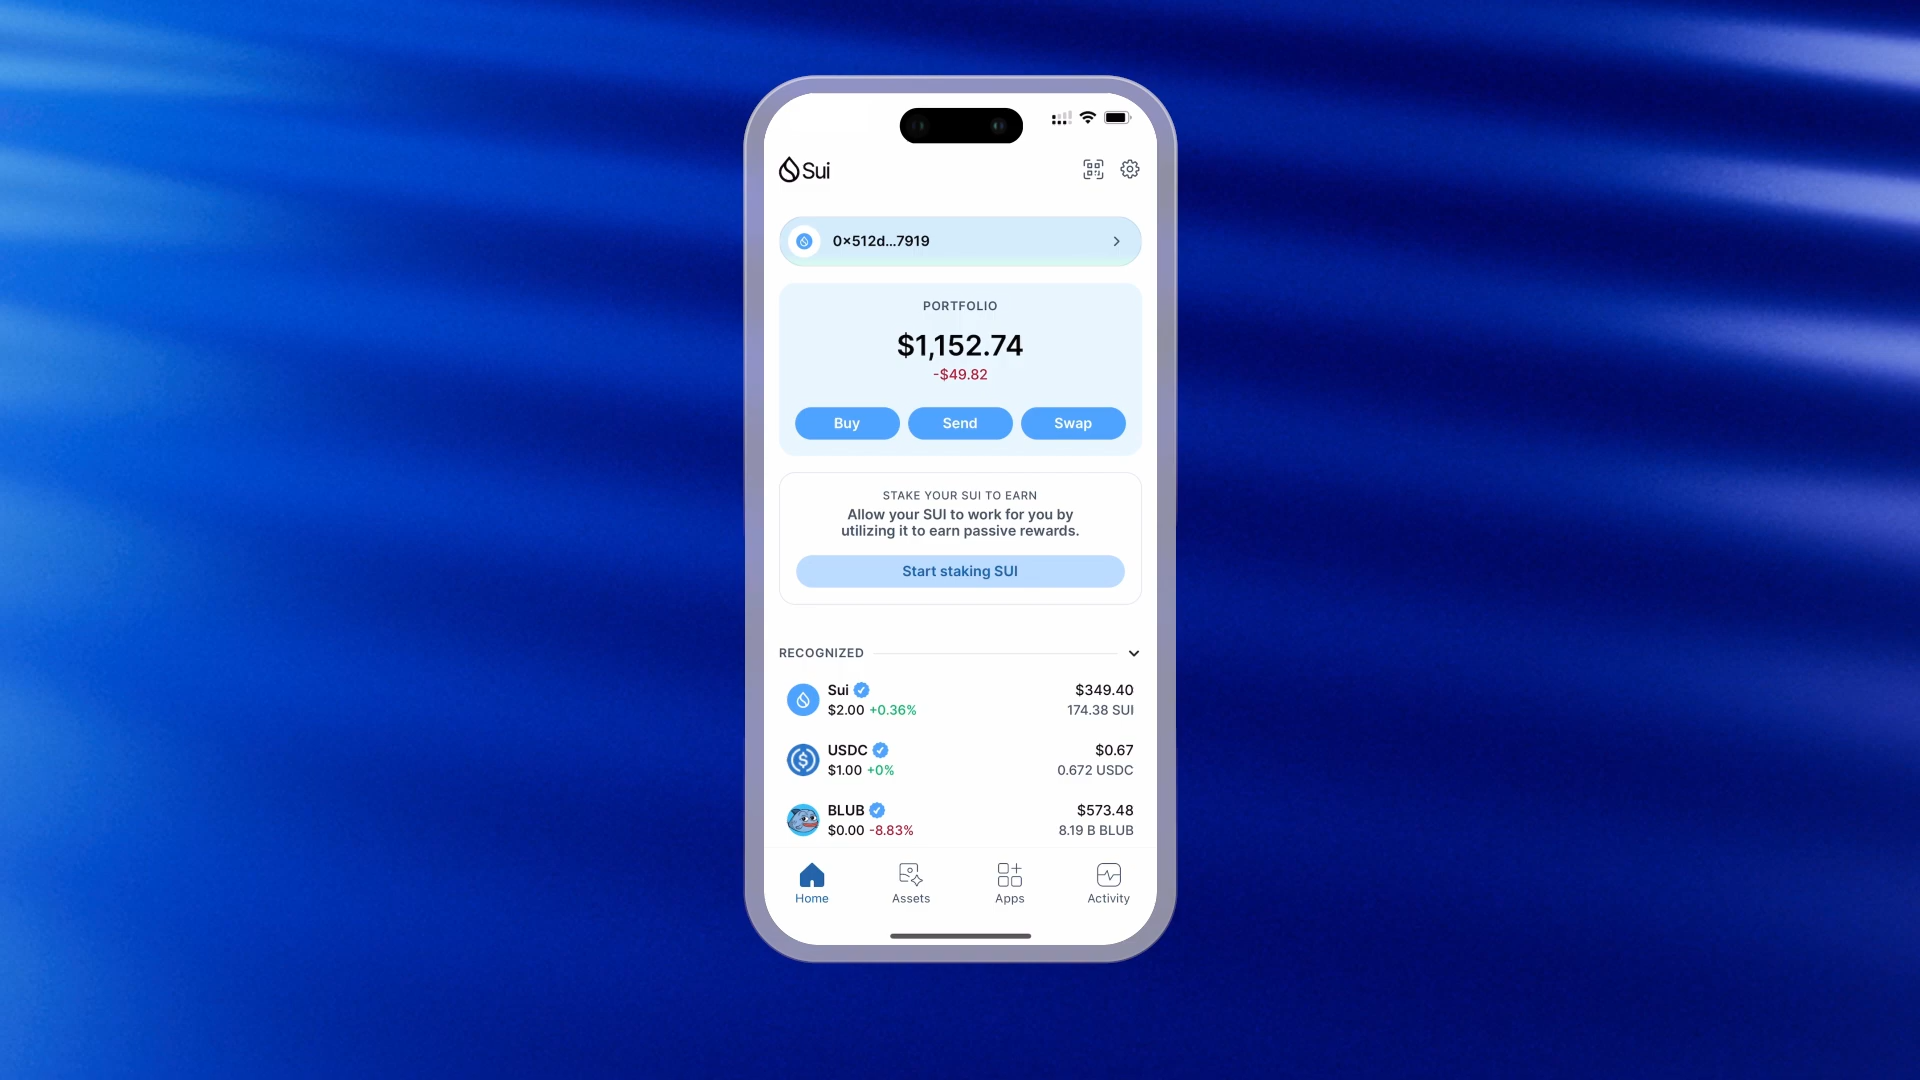 Sui
0×512d...7919
PORTFOLIO
$1,152.74
-$49.82
Buy Send Swap
STAKE YOUR SUI TO EARN
Allow your SUI to work for you by
utilizing it to earn passive rewards.
Start staking SUI
RECOGNIZED
Sui $349.40
$2.00 +0.36% 174.38 SUI
USDC $0.67
$1.00 +0% 0.672 USDC
BLUB $573.48
$0.00 -8.83% 8.19 B BLUB
Home Assets Apps Activity